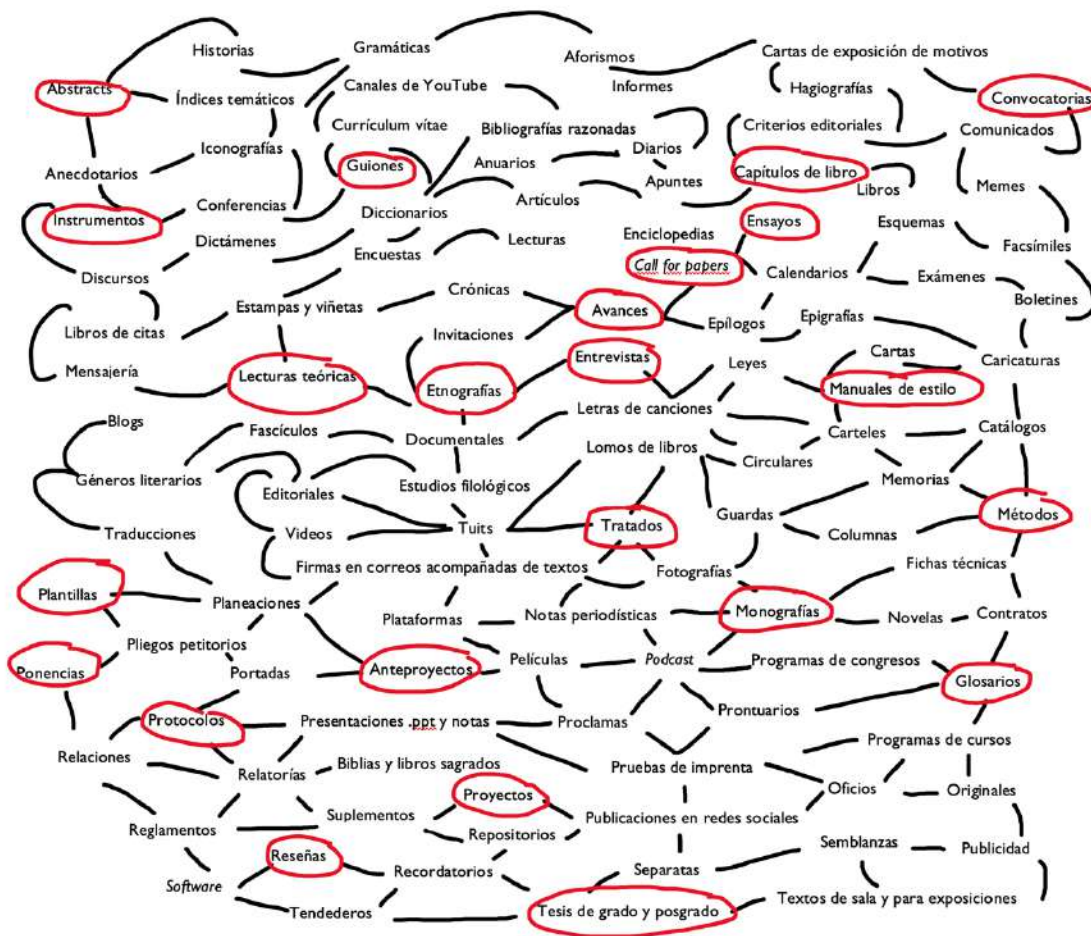 Historias
Gramáticas
Aforismos
Cartas de exposición de motivos
Abstracts
Índices temáticos
Canales de YouTube
Informes
Hagiografías
Convocatorias
Currículum vítae
Bibliografías razonadas
Criterios editoriales
Comunicados
Iconografías
Anecdotarios
Guiones
Anuarios
Diarios
Capítulos de libro
Apuntes
Libros
Memes
Instrumentos
Conferencias
Diccionarios
Artículos
Ensayos
Esquemas
Dictámenes
Encuestas
Lecturas
Enciclopedias
Facsímiles
Discursos
Call for papers
Calendarios
Exámenes
Estampas y viñetas
Crónicas
Avances
Boletines
Libros de citas
Invitaciones
Epílogos
Epigrafías
Mensajería
Lecturas teóricas
Etnografías
Entrevistas
Leyes
Cartas
Caricaturas
Manuales de estilo
Blogs
Fascículos
Documentales
Letras de canciones
Carteles
Catálogos
Géneros literarios
Editoriales
Estudios filológicos
Lomos de libros
Circulares
Memorias
Traducciones
Videos
Tuits
Tratados
Guardas
Columnas
Métodos
Firmas en correos acompañadas de textos
Fotografías
Fichas técnicas
Plantillas
Planeaciones
Plataformas
Notas periodísticas
Monografías
Novelas
Contratos
Pliegos petitorios
Ponencias
Portadas
Anteproyectos
Películas
Podcast
Programas de congresos
Glosarios
Protocolos
Presentaciones .ppt y notas
Proclamas
Prontuarios
Relaciones
Relatorías
Biblias y libros sagrados
Pruebas de imprenta
Programas de cursos
Oficios
Originales
Reglamentos
Suplementos
Proyectos
Repositorios
Publicaciones en redes sociales
Semblanzas
Publicidad
Reseñas
Recordatorios
Separatas
Software
Tendederos
Tesis de grado y posgrado
Textos de sala y para exposiciones